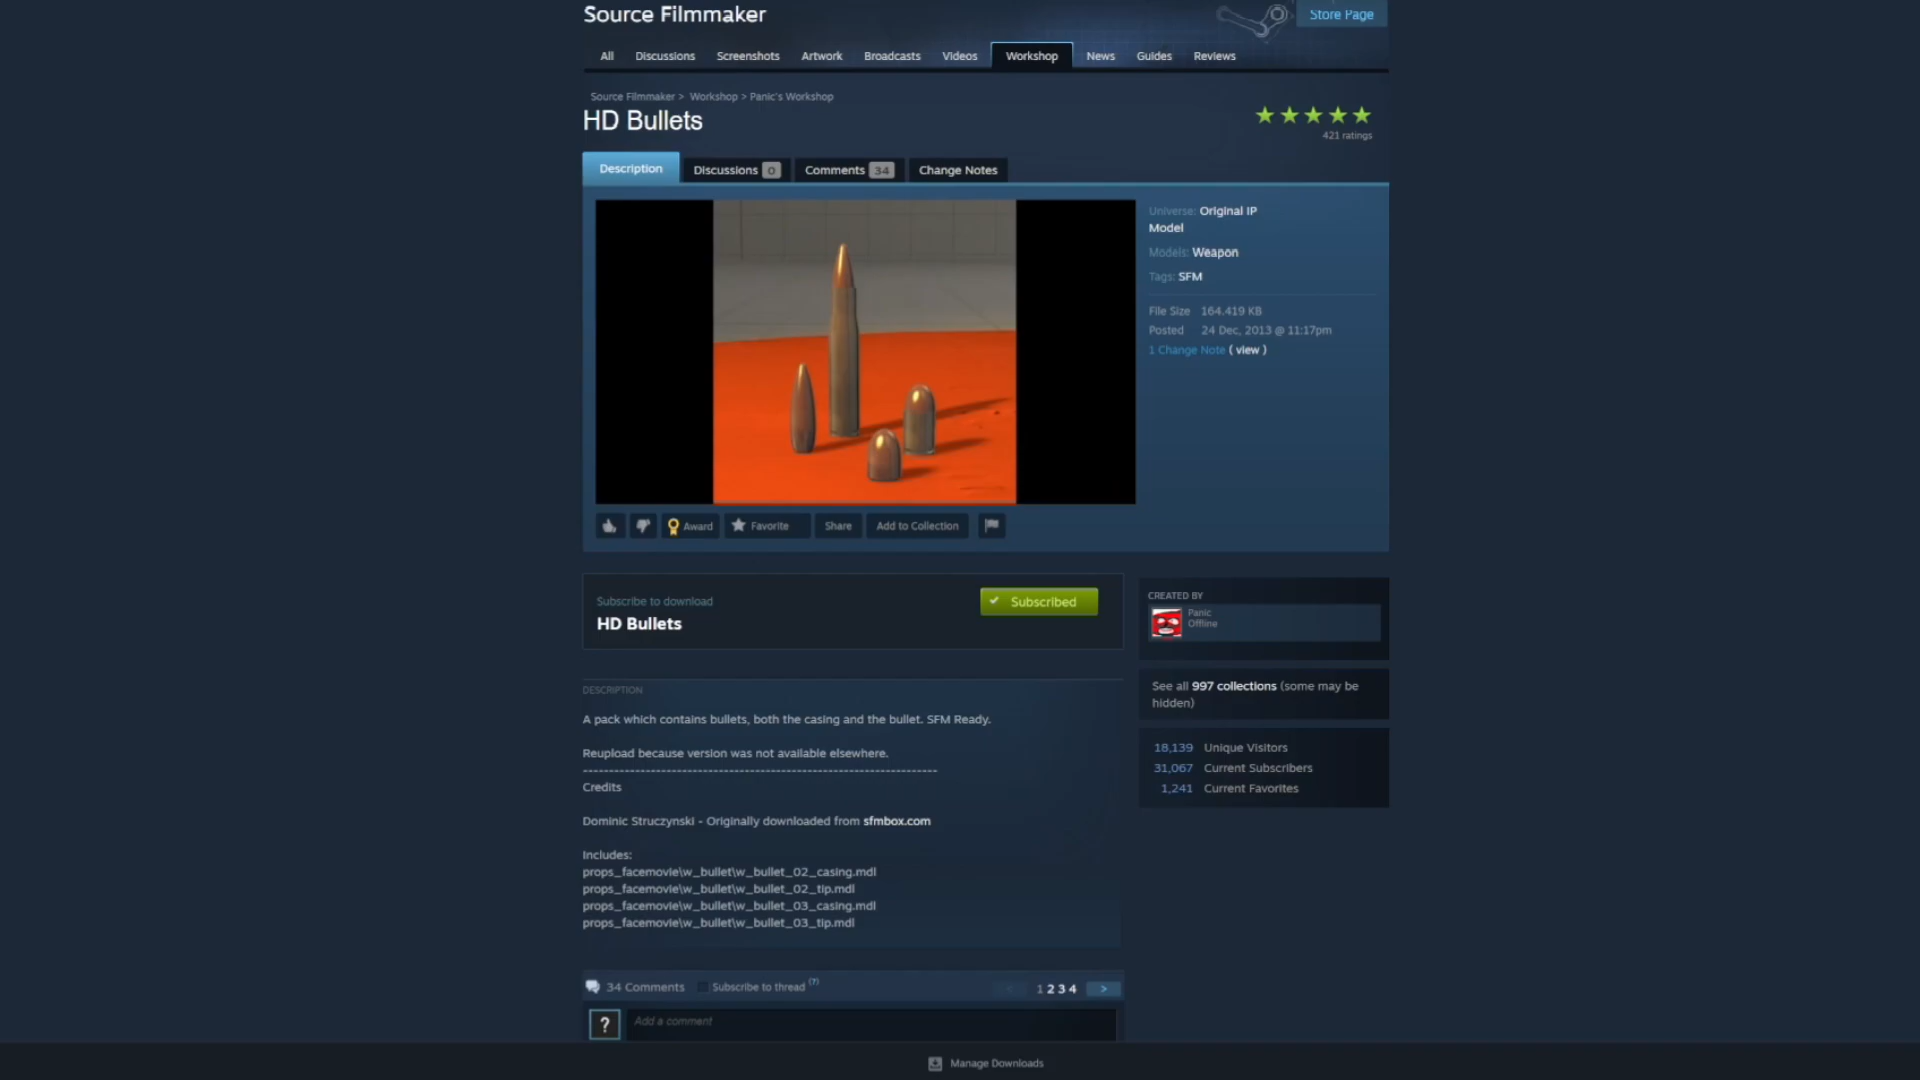 Source Filmmaker
Store Page
All Discussions Screenshots Artwork Broadcasts Videos Workshop News Guides Reviews
Source Filmmaker > Workshop > Panic's Workshop
HD Bullets
421 ratings
Description Discussions 0 Comments 34 Change Notes
Universe: Original IP
Model
Models: Weapon
Tags: SFM
File Size 164.419 KB
Posted 24 Dec, 2013 @ 11:17pm
1 Change Note ( view )
Award Favorite Share Add to Collection
Subscribe to download
HD Bullets
Subscribed
CREATED BY
Panic
Offline
See all 997 collections (some may be
hidden)
18,139 Unique Visitors
31,067 Current Subscribers
1,241 Current Favorites
DESCRIPTION
A pack which contains bullets, both the casing and the bullet. SFM Ready.
Reupload because version was not available elsewhere.
--------------------------------------------------------------------
Credits
Dominic Struczynski - Originally downloaded from sfmbox.com
Includes:
props_facemovie\w_bullet\w_bullet_02_casing.mdl
props_facemovie\w_bullet\w_bullet_02_tip.mdl
props_facemovie\w_bullet\w_bullet_03_casing.mdl
props_facemovie\w_bullet\w_bullet_03_tip.mdl
34 Comments Subscribe to thread (?)
< 1 2 3 4 >
? Add a comment
Manage Downloads